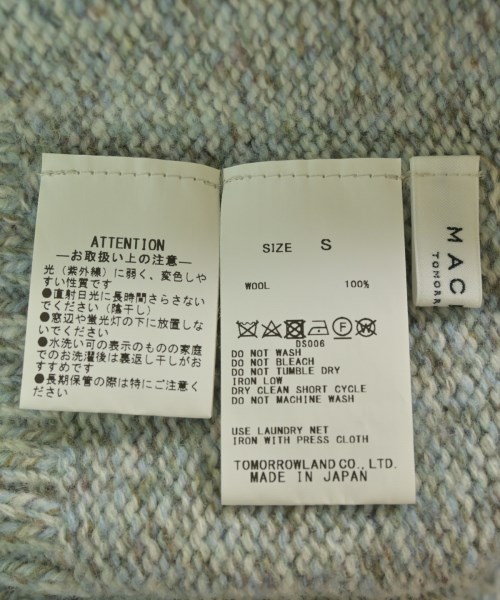 ATTENTION
―お取扱い上の注意―
光（紫外線）に弱く、変色しや
すい性質です
●直射日光に長時間さらさない
でください（陰干し）
●窓辺や蛍光灯の下に放置しな
いでください
●水洗い可の表示のものの家庭
でのお洗濯後は裏返し干しがお
すすめです
●長期保管の際は特にご注意く
ださい
SIZE S
WOOL 100%
DS006
DO NOT WASH
DO NOT BLEACH
DO NOT TUMBLE DRY
IRON LOW
DRY CLEAN SHORT CYCLE
DO NOT MACHINE WASH
USE LAUNDRY NET
IRON WITH PRESS CLOTH
TOMORROWLAND CO., LTD.
MADE IN JAPAN
MAC
TOMORR